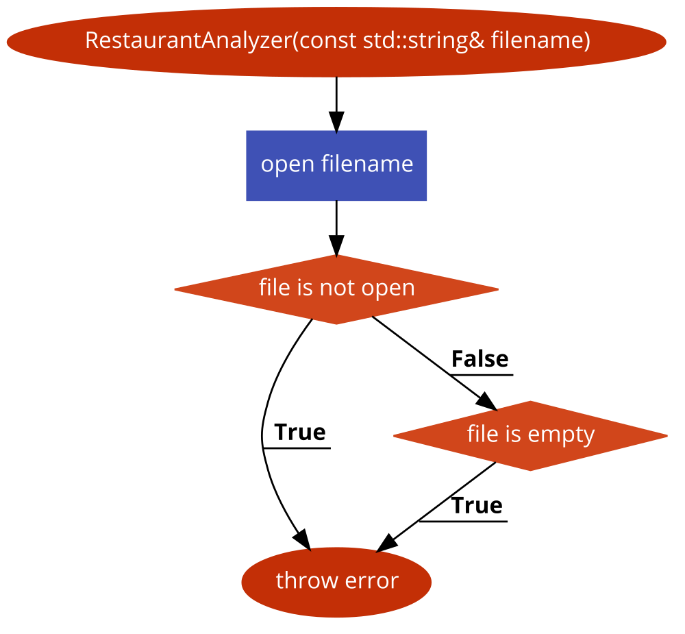 RestaurantAnalyzer(const std::string& filename)
open filename
file is not open
False
True
file is empty
True
throw error